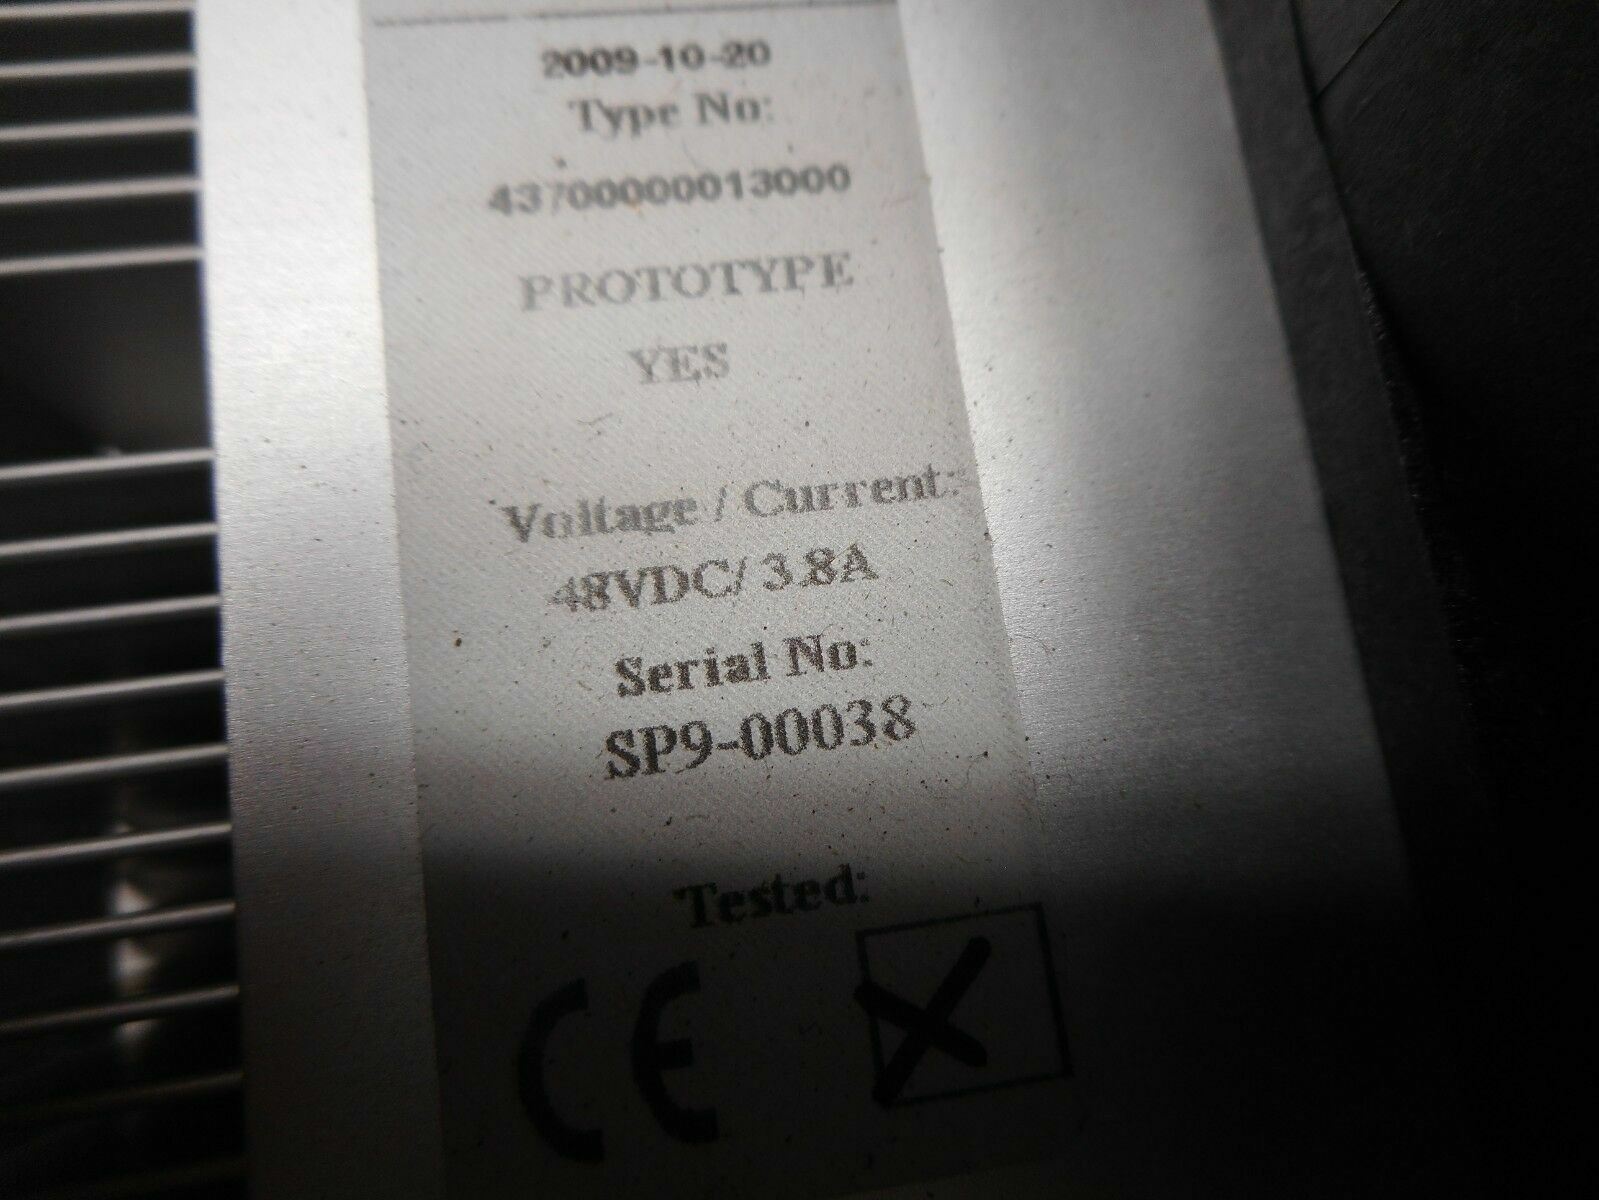 2009-10-20
Type No:
43700000013000
PROTOTYPE
YES
Voltage / Current:
48VDC/ 3.8A
Serial No:
SP9-00038
Tested:
CE